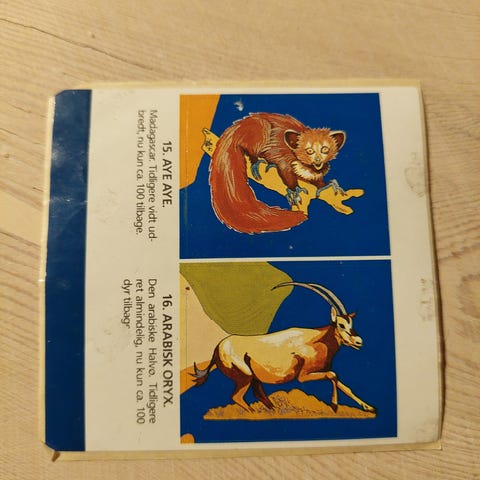 15. AYE AYE.
Madagascar. Tidligere vidt ud-
bredt, nu kun ca. 100 tilbage.
16. ARABISK ORYX.
Den arabiske Halvø. Tidligere
ret almindelig, nu kun ca. 100
dyr tilbage